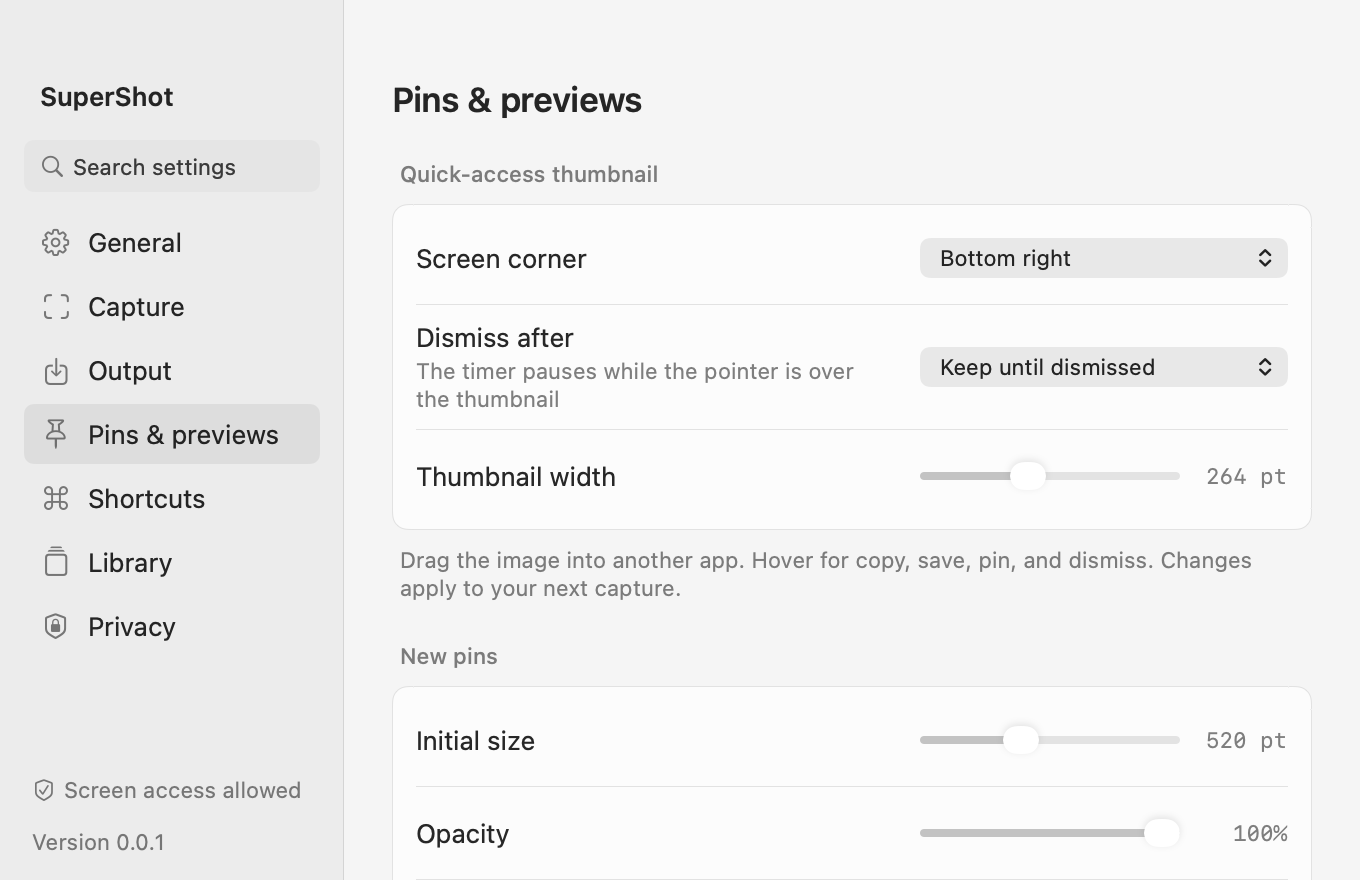 SuperShot
Search settings
General
Capture
Output
Pins & previews
Shortcuts
Library
Privacy
Screen access allowed
Version 0.0.1
Pins & previews
Quick-access thumbnail
Screen corner
Bottom right
Dismiss after
The timer pauses while the pointer is over
the thumbnail
Keep until dismissed
Thumbnail width
264 pt
Drag the image into another app. Hover for copy, save, pin, and dismiss. Changes
apply to your next capture.
New pins
Initial size
520 pt
Opacity
100%